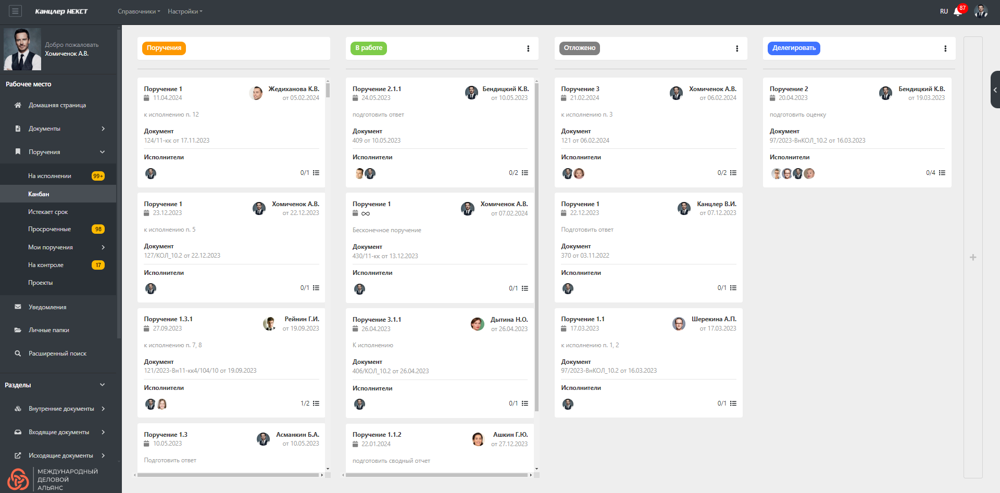 Канцлер НЕКСТ
Справочники
Настройки
RU
87
Добро пожаловать
Хомиченок А.В.
Рабочее место
Домашняя страница
Документы
Поручения
На исполнении
99+
Канбан
Истекает срок
Просроченные
98
Мои поручения
На контроле
17
Проекты
Уведомления
Личные папки
Расширенный поиск
Разделы
Внутренние документы
Входящие документы
Исходящие документы
МЕЖДУНАРОДНЫЙ
ДЕЛОВОЙ
АЛЬЯНС
Поручения
Поручение 1
Жедиханова К.В.
11.04.2024
от 05.02.2024
к исполнению п. 12
Документ
124/11-кк от 17.11.2023
Исполнители
0/1
Поручение 1
Хомиченок А.В.
23.12.2023
от 22.12.2023
к исполнению п. 5
Документ
127/КОЛ_10.2 от 22.12.2023
Исполнители
0/1
Поручение 1.3.1
Рейнин Г.И.
27.09.2023
от 19.09.2023
к исполнению п. 7, 8
Документ
121/2023-Вн11-кк4/104/10 от 19.09.2023
Исполнители
1/2
Поручение 1.3
Асманкин Б.А.
10.05.2023
от 10.05.2023
Подготовить ответ
В работе
Поручение 2.1.1
Бендицкий К.В.
24.05.2023
от 10.05.2023
подготовить ответ
Документ
409 от 10.05.2023
Исполнители
0/2
Поручение 1
Хомиченок А.В.
∞
от 07.02.2024
Бесконечное поручение
Документ
430/11-кк от 13.12.2023
Исполнители
0/1
Поручение 3.1.1
Дытина Н.О.
26.04.2023
от 26.04.2023
К исполнению
Документ
406/КОЛ_10.2 от 26.04.2023
Исполнители
0/1
Поручение 1.1.2
Ашкин Г.Ю.
22.01.2024
от 27.12.2023
подготовить сводный отчет
Отложено
Поручение 3
Хомиченок А.В.
21.02.2024
от 06.02.2024
к исполнению п. 3
Документ
121 от 06.02.2024
Исполнители
0/2
Поручение 1
Канцлер В.И.
22.12.2023
от 07.12.2023
Подготовить ответ
Документ
370 от 03.11.2022
Исполнители
0/1
Поручение 1.1
Шерекина А.П.
17.03.2023
от 17.03.2023
к исполнению п. 1, 2
Документ
97/2023-ВнКОЛ_10.2 от 16.03.2023
Исполнители
0/1
Делегировать
Поручение 2
Бендицкий К.В.
20.04.2023
от 19.03.2023
подготовить оценку
Документ
97/2023-ВнКОЛ_10.2 от 16.03.2023
Исполнители
0/4